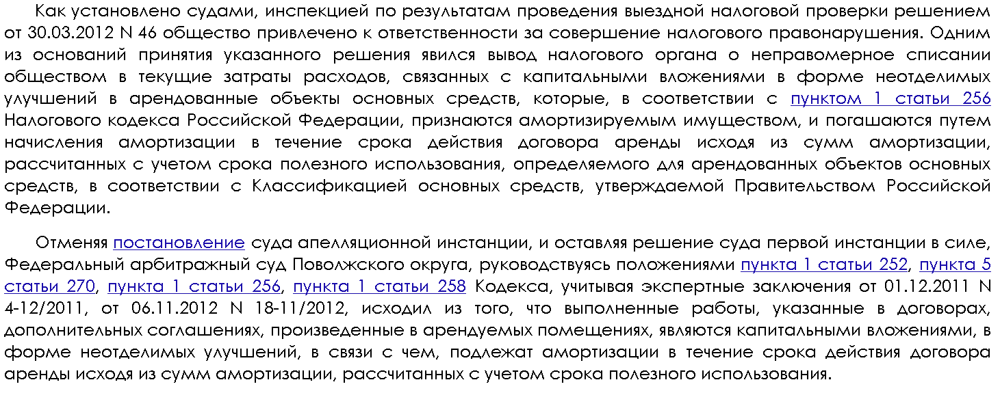 Как установлено судами, инспекцией по результатам проведения выездной налоговой проверки решением
от 30.03.2012 N 46 общество привлечено к ответственности за совершение налогового правонарушения. Одним
из оснований принятия указанного решения явился вывод налогового органа о неправомерное списании
обществом в текущие затраты расходов, связанных с капитальными вложениями в форме неотделимых
улучшений в арендованные объекты основных средств, которые, в соответствии с пунктом 1 статьи 256
Налогового кодекса Российской Федерации, признаются амортизируемым имуществом, и погашаются путем
начисления амортизации в течение срока действия договора аренды исходя из сумм амортизации,
рассчитанных с учетом срока полезного использования, определяемого для арендованных объектов основных
средств, в соответствии с Классификацией основных средств, утверждаемой Правительством Российской
Федерации.
Отменяя постановление суда апелляционной инстанции, и оставляя решение суда первой инстанции в силе,
Федеральный арбитражный суд Поволжского округа, руководствуясь положениями пункта 1 статьи 252, пункта 5
статьи 270, пункта 1 статьи 256, пункта 1 статьи 258 Кодекса, учитывая экспертные заключения от 01.12.2011 N
4-12/2011, от 06.11.2012 N 18-11/2012, исходил из того, что выполненные работы, указанные в договорах,
дополнительных соглашениях, произведенные в арендуемых помещениях, являются капитальными вложениями, в
форме неотделимых улучшений, в связи с чем, подлежат амортизации в течение срока действия договора
аренды исходя из сумм амортизации, рассчитанных с учетом срока полезного использования.